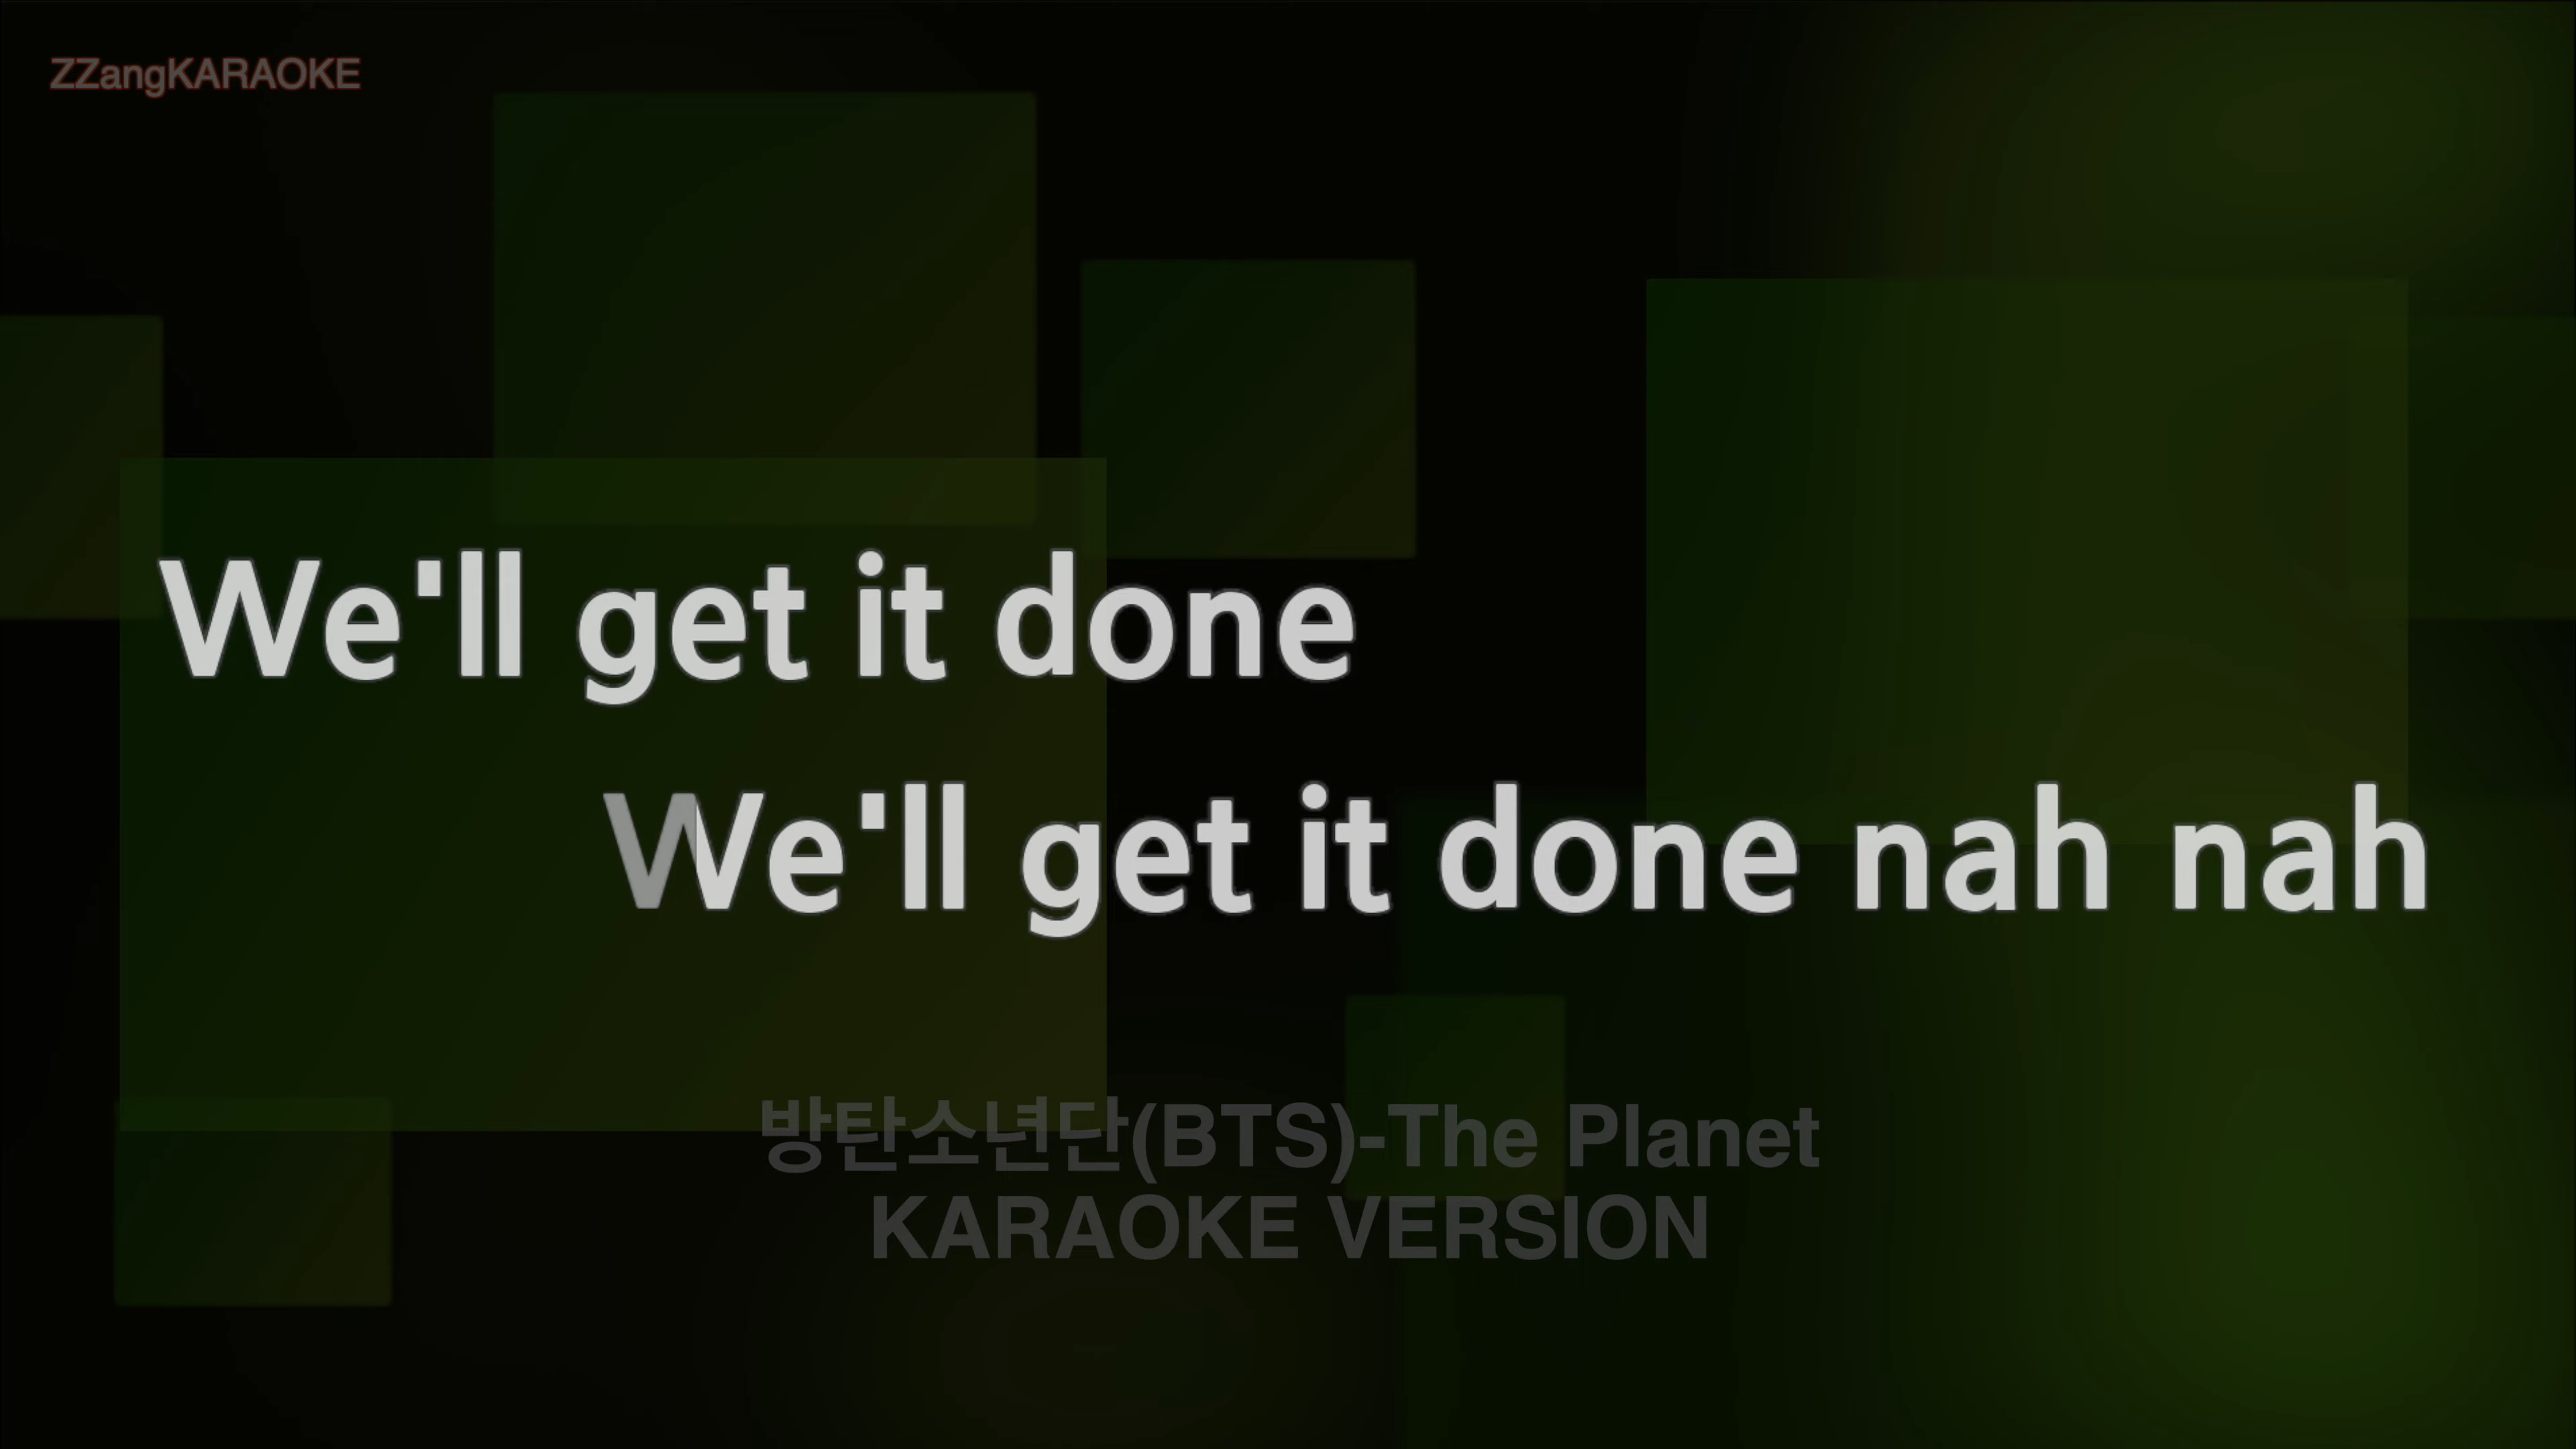 ZZangKARAOKE
We'll get it done
We'll get it done nah nah
방탄소년단(BTS)-The Planet
KARAOKE VERSION